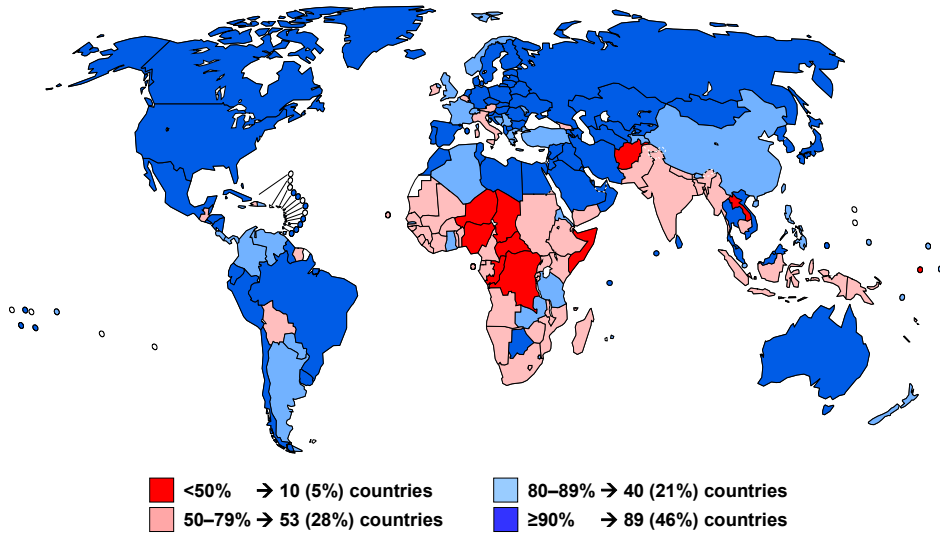 <50% → 10 (5%) countries
50–79% → 53 (28%) countries
80–89% → 40 (21%) countries
≥90% → 89 (46%) countries